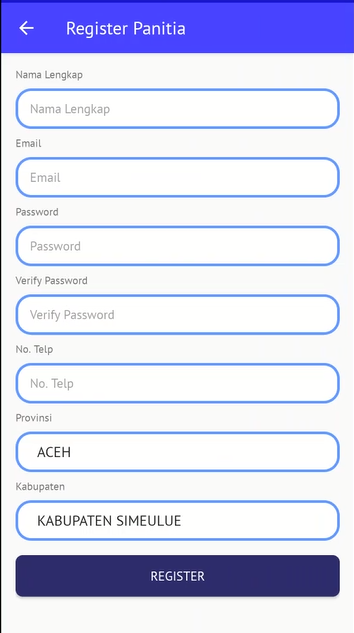 Register Panitia
Nama Lengkap
Nama Lengkap
Email
Email
Password
Password
Verify Password
Verify Password
No. Telp
No. Telp
Provinsi
ACEH
Kabupaten
KABUPATEN SIMEULUE
REGISTER